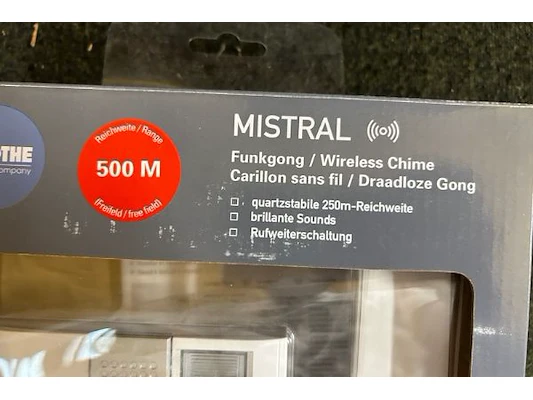 THE
company
Reichweite / Range
500 M
(Freifeld / free field)
MISTRAL
Funkgong / Wireless Chime
Carillon sans fil / Draadloze Gong
quartzstabile 250m-Reichweite
brillante Sounds
Rufweiterschaltung